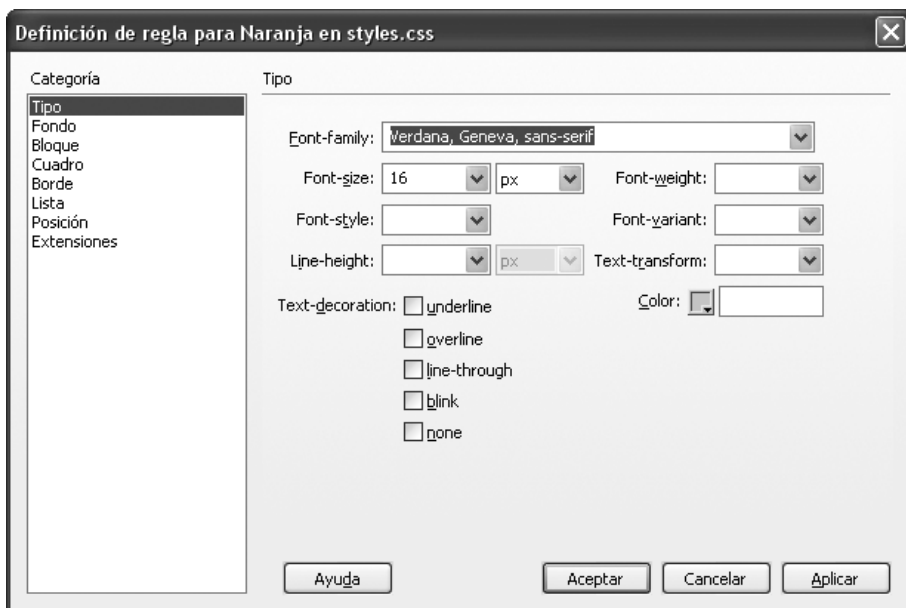 Definición de regla para Naranja en styles.css
Categoría
Tipo
Fondo
Bloque
Cuadro
Borde
Lista
Posición
Extensiones
Tipo
Font-family: Verdana, Geneva, sans-serif
Font-size: 16 px Font-weight:
Font-style: Font-variant:
Line-height: px Text-transform:
Text-decoration: underline Color:
overline
line-through
blink
none
Ayuda Aceptar Cancelar Aplicar